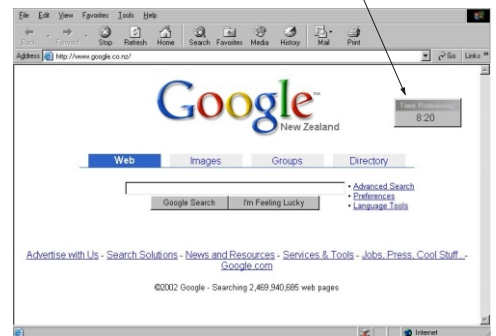 File Edit View Favorites Tools Help
Back Forward Stop Refresh Home Search Favorites Media History Mail Print
Address http://www.google.co.nz/ Go Links »
Google™
New Zealand
Time Remaining
8:20
Web Images Groups Directory
• Advanced Search
• Preferences
• Language Tools
Google Search I'm Feeling Lucky
Advertise with Us - Search Solutions - News and Resources - Services & Tools - Jobs, Press, Cool Stuff... -
Google.com
©2002 Google - Searching 2,469,940,685 web pages
Internet